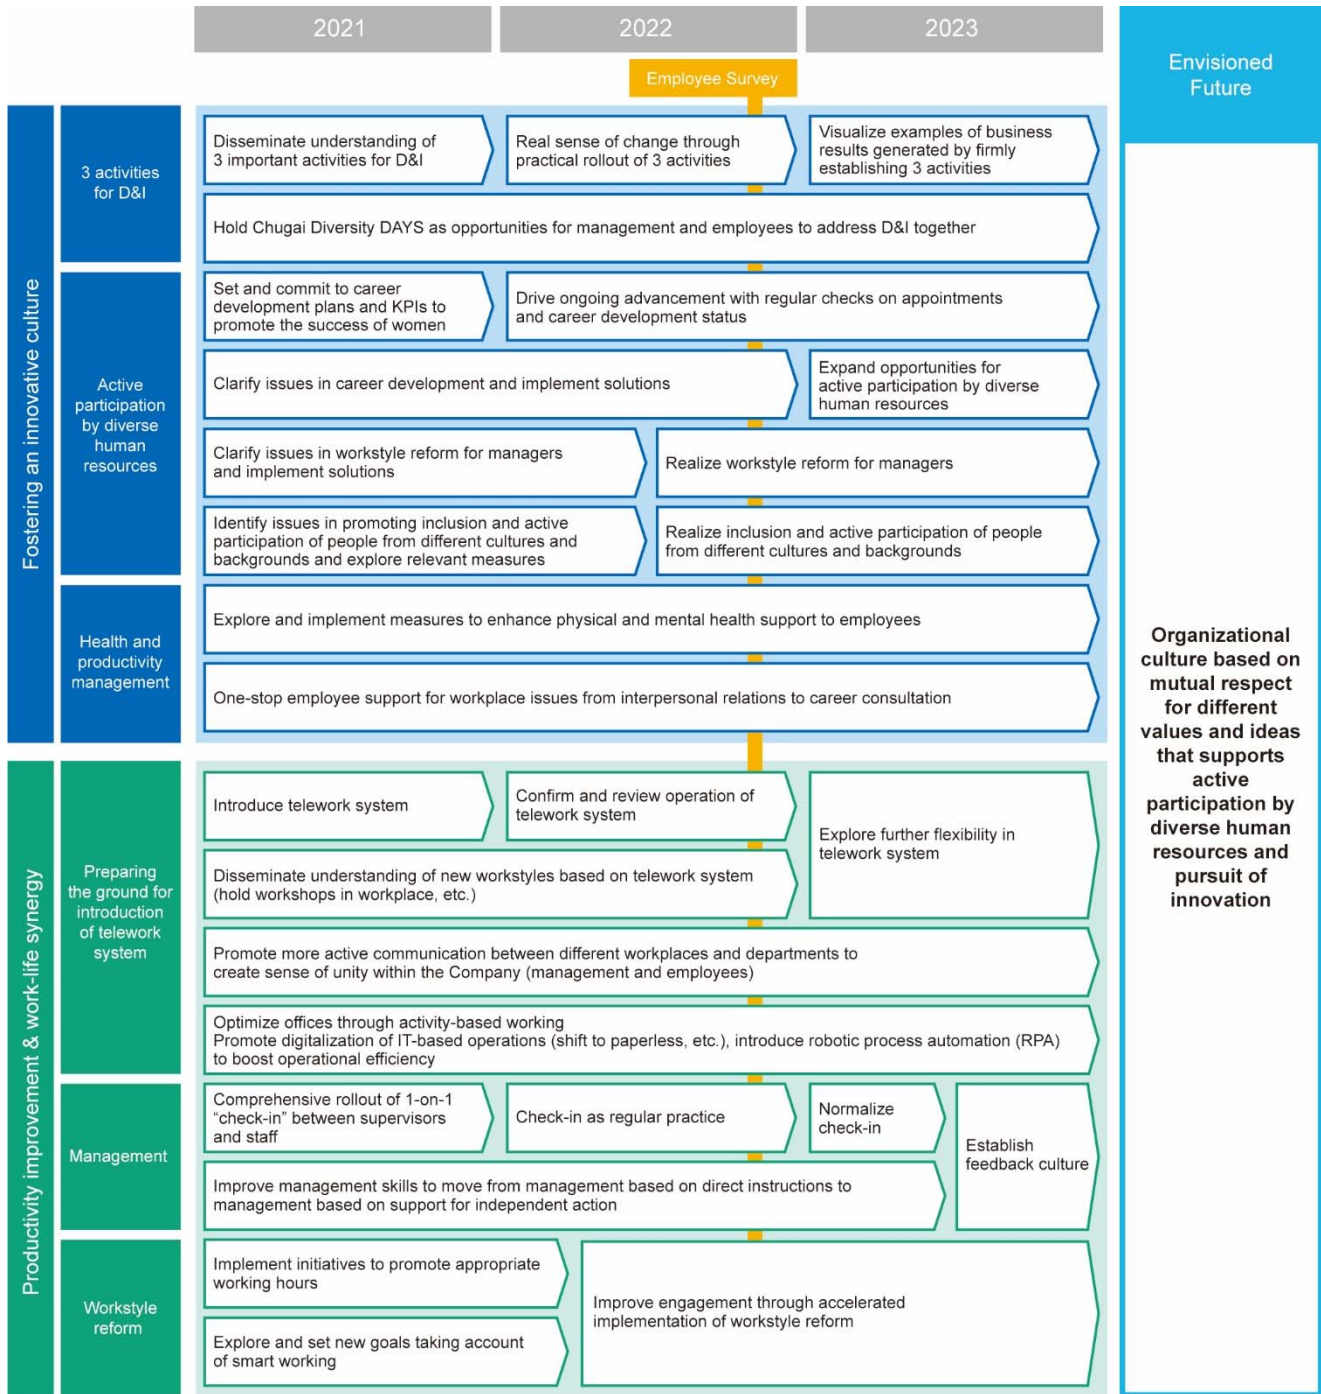 2021
2022
2023
Envisioned
Future
Employee Survey
Fostering an innovative culture
3 activities
for D&I
Disseminate understanding of
3 important activities for D&I
Real sense of change through
practical rollout of 3 activities
Visualize examples of business
results generated by firmly
establishing 3 activities
Hold Chugai Diversity DAYS as opportunities for management and employees to address D&I together
Active
participation
by diverse
human
resources
Set and commit to career
development plans and KPIs to
promote the success of women
Drive ongoing advancement with regular checks on appointments
and career development status
Clarify issues in career development and implement solutions
Expand opportunities for
active participation by diverse
human resources
Clarify issues in workstyle reform for managers
and implement solutions
Realize workstyle reform for managers
Identify issues in promoting inclusion and active
participation of people from different cultures and
backgrounds and explore relevant measures
Realize inclusion and active participation of people
from different cultures and backgrounds
Health and
productivity
management
Explore and implement measures to enhance physical and mental health support to employees
One-stop employee support for workplace issues from interpersonal relations to career consultation
Productivity improvement & work-life synergy
Preparing
the ground for
introduction
of telework
system
Introduce telework system
Confirm and review operation of
telework system
Explore further flexibility in
telework system
Disseminate understanding of new workstyles based on telework system
(hold workshops in workplace, etc.)
Promote more active communication between different workplaces and departments to
create sense of unity within the Company (management and employees)
Optimize offices through activity-based working
Promote digitalization of IT-based operations (shift to paperless, etc.), introduce robotic process automation (RPA)
to boost operational efficiency
Management
Comprehensive rollout of 1-on-1
“check-in” between supervisors
and staff
Check-in as regular practice
Normalize
check-in
Establish
feedback culture
Improve management skills to move from management based on direct instructions to
management based on support for independent action
Workstyle
reform
Implement initiatives to promote appropriate
working hours
Explore and set new goals taking account
of smart working
Improve engagement through accelerated
implementation of workstyle reform
Organizational
culture based on
mutual respect
for different
values and ideas
that supports
active
participation by
diverse human
resources and
pursuit of
innovation